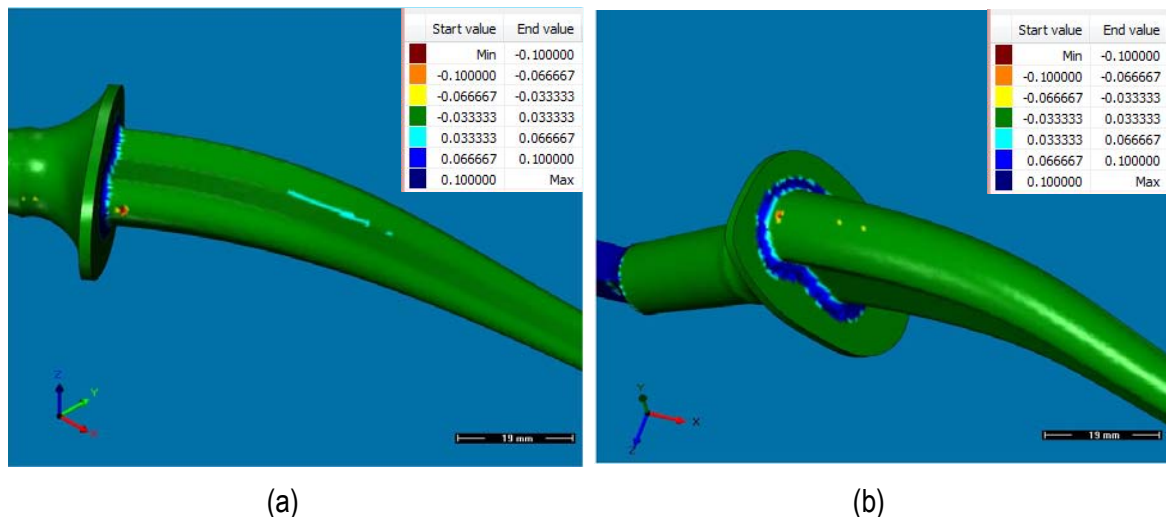 Start value End value
Min -0.100000
-0.100000 -0.066667
-0.066667 -0.033333
-0.033333 0.033333
0.033333 0.066667
0.066667 0.100000
0.100000 Max
Z
Y
X
19 mm
(a)
Start value End value
Min -0.100000
-0.100000 -0.066667
-0.066667 -0.033333
-0.033333 0.033333
0.033333 0.066667
0.066667 0.100000
0.100000 Max
Y
X
Z
19 mm
(b)